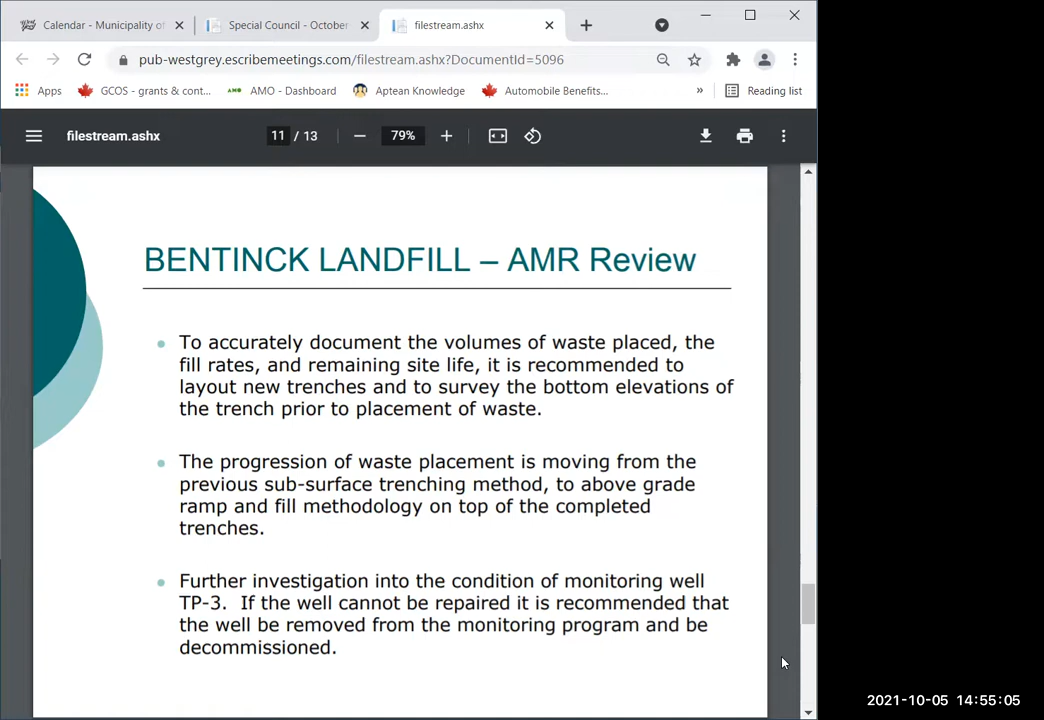 Calendar - Municipality of
Special Council - October
filestream.ashx
pub-westgrey.escribemeetings.com/filestream.ashx?DocumentId=5096
Apps
GCOS - grants & cont...
AMO - Dashboard
Aptean Knowledge
Automobile Benefits...
»
Reading list
filestream.ashx
11 / 13
79%
BENTINCK LANDFILL – AMR Review
To accurately document the volumes of waste placed, the
fill rates, and remaining site life, it is recommended to
layout new trenches and to survey the bottom elevations of
the trench prior to placement of waste.
The progression of waste placement is moving from the
previous sub-surface trenching method, to above grade
ramp and fill methodology on top of the completed
trenches.
Further investigation into the condition of monitoring well
TP-3. If the well cannot be repaired it is recommended that
the well be removed from the monitoring program and be
decommissioned.
2021-10-05 14:55:05